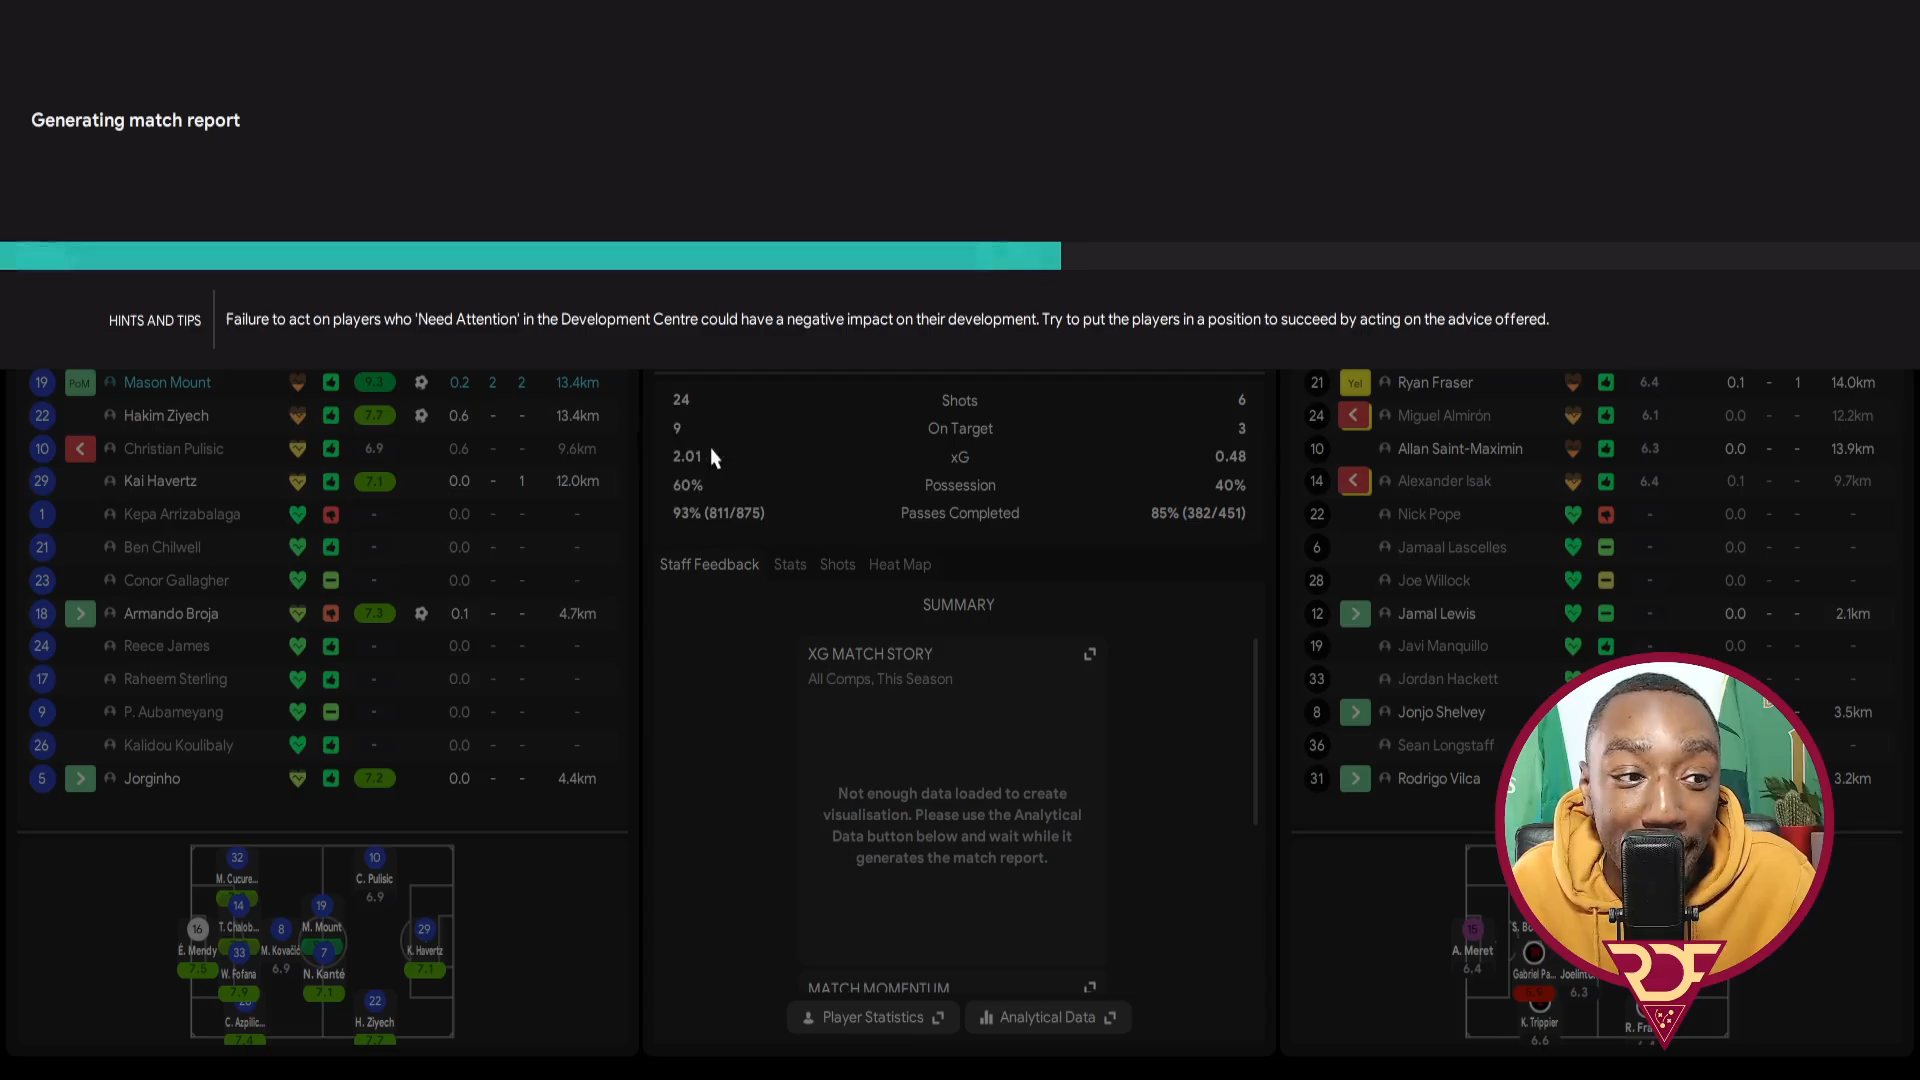 Generating match report
HINTS AND TIPS Failure to act on players who 'Need Attention' in the Development Centre could have a negative impact on their development. Try to put the players in a position to succeed by acting on the advice offered.
19 PoM Mason Mount 9.3 0.2 2 2 13.4km
22 Hakim Ziyech 7.7 0.6 - - 13.4km
10 Christian Pulisic 6.9 0.6 - - 9.6km
29 Kai Havertz 7.1 0.0 - 1 12.0km
1 Kepa Arrizabalaga - 0.0 - - -
21 Ben Chilwell - 0.0 - - -
23 Conor Gallagher - 0.0 - - -
18 Armando Broja 7.3 0.1 - - 4.7km
24 Reece James - 0.0 - - -
17 Raheem Sterling - 0.0 - - -
9 P. Aubameyang - 0.0 - - -
26 Kalidou Koulibaly - 0.0 - - -
5 Jorginho 7.2 0.0 - - 4.4km
24 Shots 6
9 On Target 3
2.01 xG 0.48
60% Possession 40%
93% (811/875) Passes Completed 85% (382/451)
Staff Feedback Stats Shots Heat Map
SUMMARY
XG MATCH STORY
All Comps, This Season
Not enough data loaded to create
visualisation. Please use the Analytical
Data button below and wait while it
generates the match report.
MATCH MOMENTUM
Player Statistics Analytical Data
21 Yel Ryan Fraser 6.4 0.1 - 1 14.0km
24 Miguel Almirón 6.1 0.0 - - 12.2km
10 Allan Saint-Maximin 6.3 0.0 - - 13.9km
14 Alexander Isak 6.4 0.1 - - 9.7km
22 Nick Pope - 0.0 - - -
6 Jamaal Lascelles - 0.0 - - -
28 Joe Willock - 0.0 - - -
12 Jamal Lewis - 0.0 - - 2.1km
19 Javi Manquillo - 0.0 - - -
33 Jordan Hackett
8 Jonjo Shelvey - 3.5km
36 Sean Longstaff -
31 Rodrigo Vilca 3.2km
32
M. Cucure...
10
C. Pulisic
6.9
14
T. Chalob...
19
M. Mount
16
É. Mendy
7.5
33
W. Fofana
7.9
8
M. Kovačić
6.9
7
N. Kanté
7.1
29
K. Havertz
7.1
C. Azpilic...
7.4
22
H. Ziyech
7.7
15
A. Meret
6.4
S. Bo
Gabriel Pa...
5.9
Joelint
6.3
K. Trippier
6.6
R. Fra
RDF